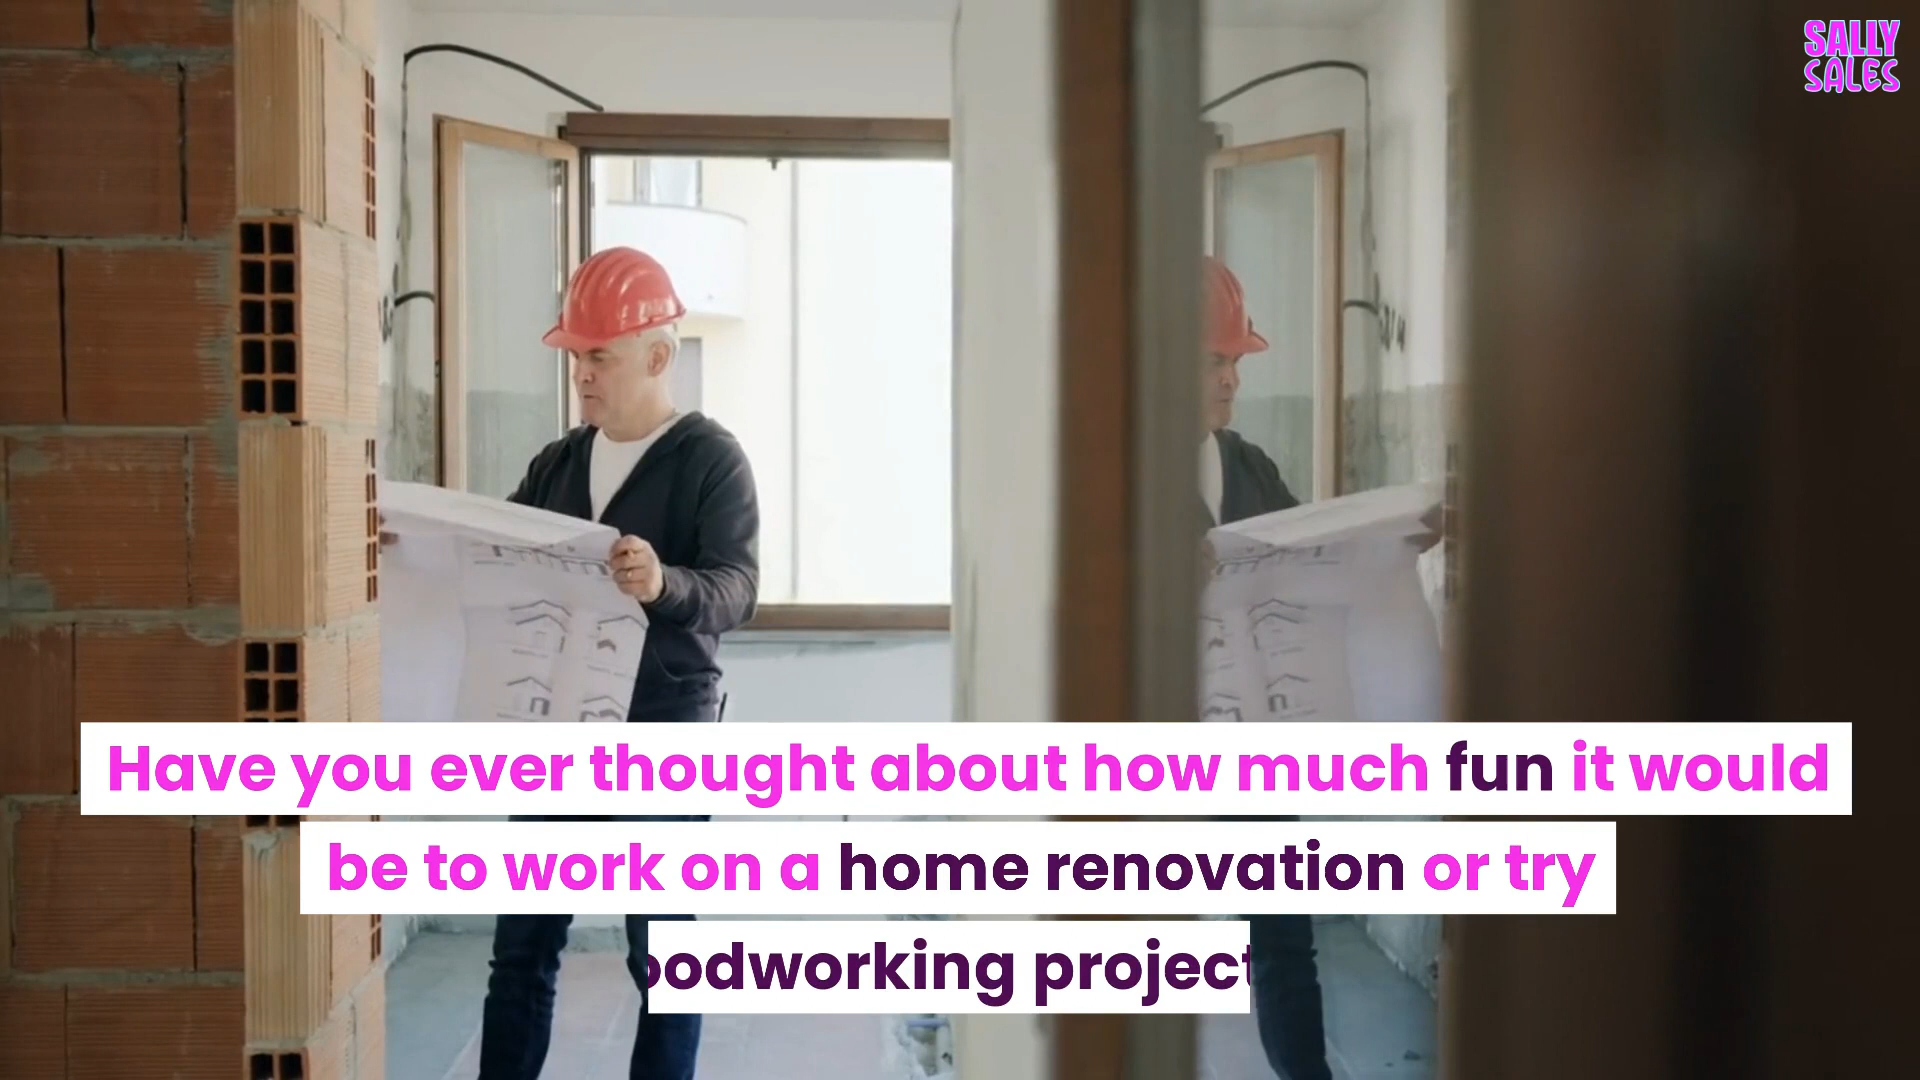 SALLY
SALES
Have you ever thought about how much fun it would
be to work on a home renovation or try
oodworking project